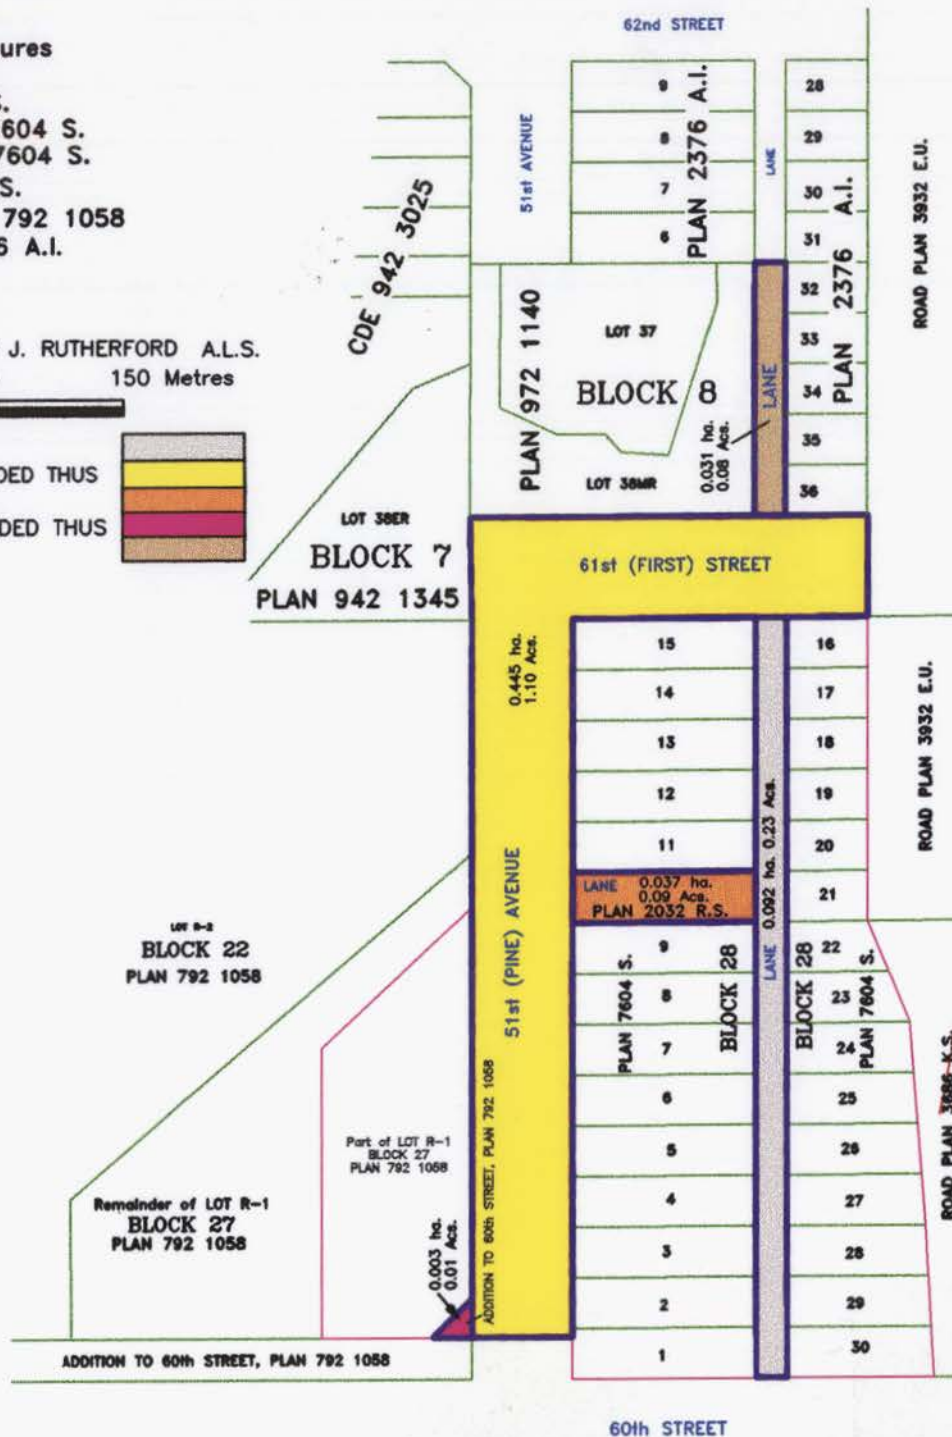 62nd STREET
ures
S.
604 S.
7604 S.
S.
792 1058
6 A.I.
J. RUTHERFORD A.L.S.
150 Metres
DED THUS
DED THUS
CDE 942 3025
51st AVENUE
9
8
7
6
PLAN 2376 A.I.
LANE
28
29
30
31
32
33
34
35
36
PLAN 2376 A.I.
ROAD PLAN 3932 E.U.
PLAN 972 1140
LOT 37
BLOCK 8
LOT 38MR
0.031 ha.
0.08 Acs.
LANE
LOT 38ER
BLOCK 7
PLAN 942 1345
61st (FIRST) STREET
0.445 ha.
1.10 Acs.
51st (PINE) AVENUE
15
14
13
12
11
LANE 0.037 ha.
0.09 Acs.
PLAN 2032 R.S.
9
8
7
6
5
4
3
2
1
PLAN 7604 S.
BLOCK 28
LANE 0.092 ha. 0.23 Acs.
16
17
18
19
20
21
22
23
24
25
26
27
28
29
30
BLOCK 28
PLAN 7604 S.
ROAD PLAN 3932 E.U.
ROAD PLAN 3686 K.S.
LOT R-2
BLOCK 22
PLAN 792 1058
Part of LOT R-1
BLOCK 27
PLAN 792 1058
Remainder of LOT R-1
BLOCK 27
PLAN 792 1058
0.003 ha.
0.01 Acs.
ADDITION TO 60th STREET, PLAN 792 1058
ADDITION TO 60th STREET, PLAN 792 1058
60th STREET